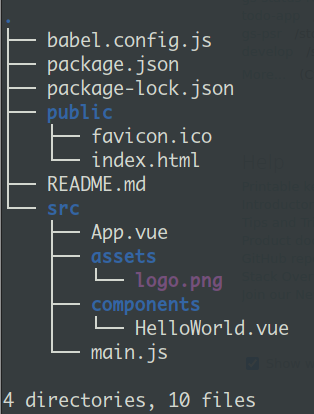 .
├── babel.config.js
├── package.json
├── package-lock.json
├── public
│   ├── favicon.ico
│   └── index.html
├── README.md
└── src
    ├── App.vue
    ├── assets
    │   └── logo.png
    ├── components
    │   └── HelloWorld.vue
    └── main.js
4 directories, 10 files